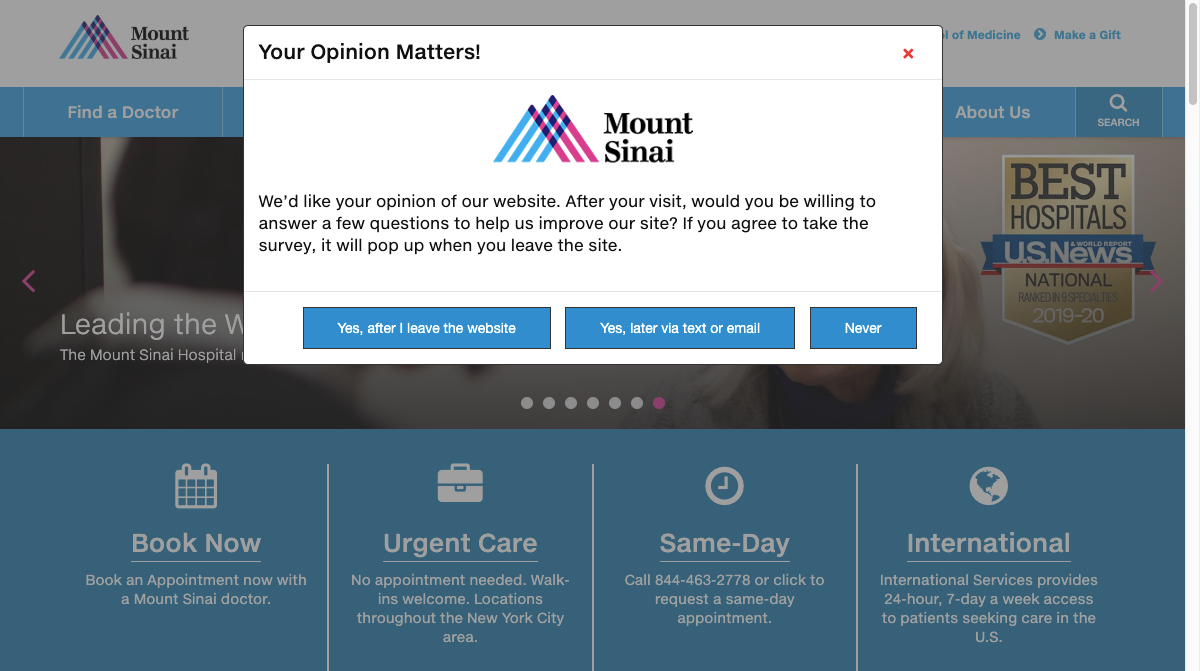 Mount
Sinai
ol of Medicine
Make a Gift
Find a Doctor
About Us
SEARCH
Your Opinion Matters!
Mount
Sinai
We'd like your opinion of our website. After your visit, would you be willing to
answer a few questions to help us improve our site? If you agree to take the
survey, it will pop up when you leave the site.
Yes, after I leave the website
Yes, later via text or email
Never
Leading the W
The Mount Sinai Hospital
BEST
HOSPITALS
U.S.News
& WORLD REPORT
NATIONAL
RANKED IN 9 SPECIALTIES
2019-20
Book Now
Book an Appointment now with
a Mount Sinai doctor.
Urgent Care
No appointment needed. Walk-
ins welcome. Locations
throughout the New York City
area.
Same-Day
Call 844-463-2778 or click to
request a same-day
appointment.
International
International Services provides
24-hour, 7-day a week access
to patients seeking care in the
U.S.